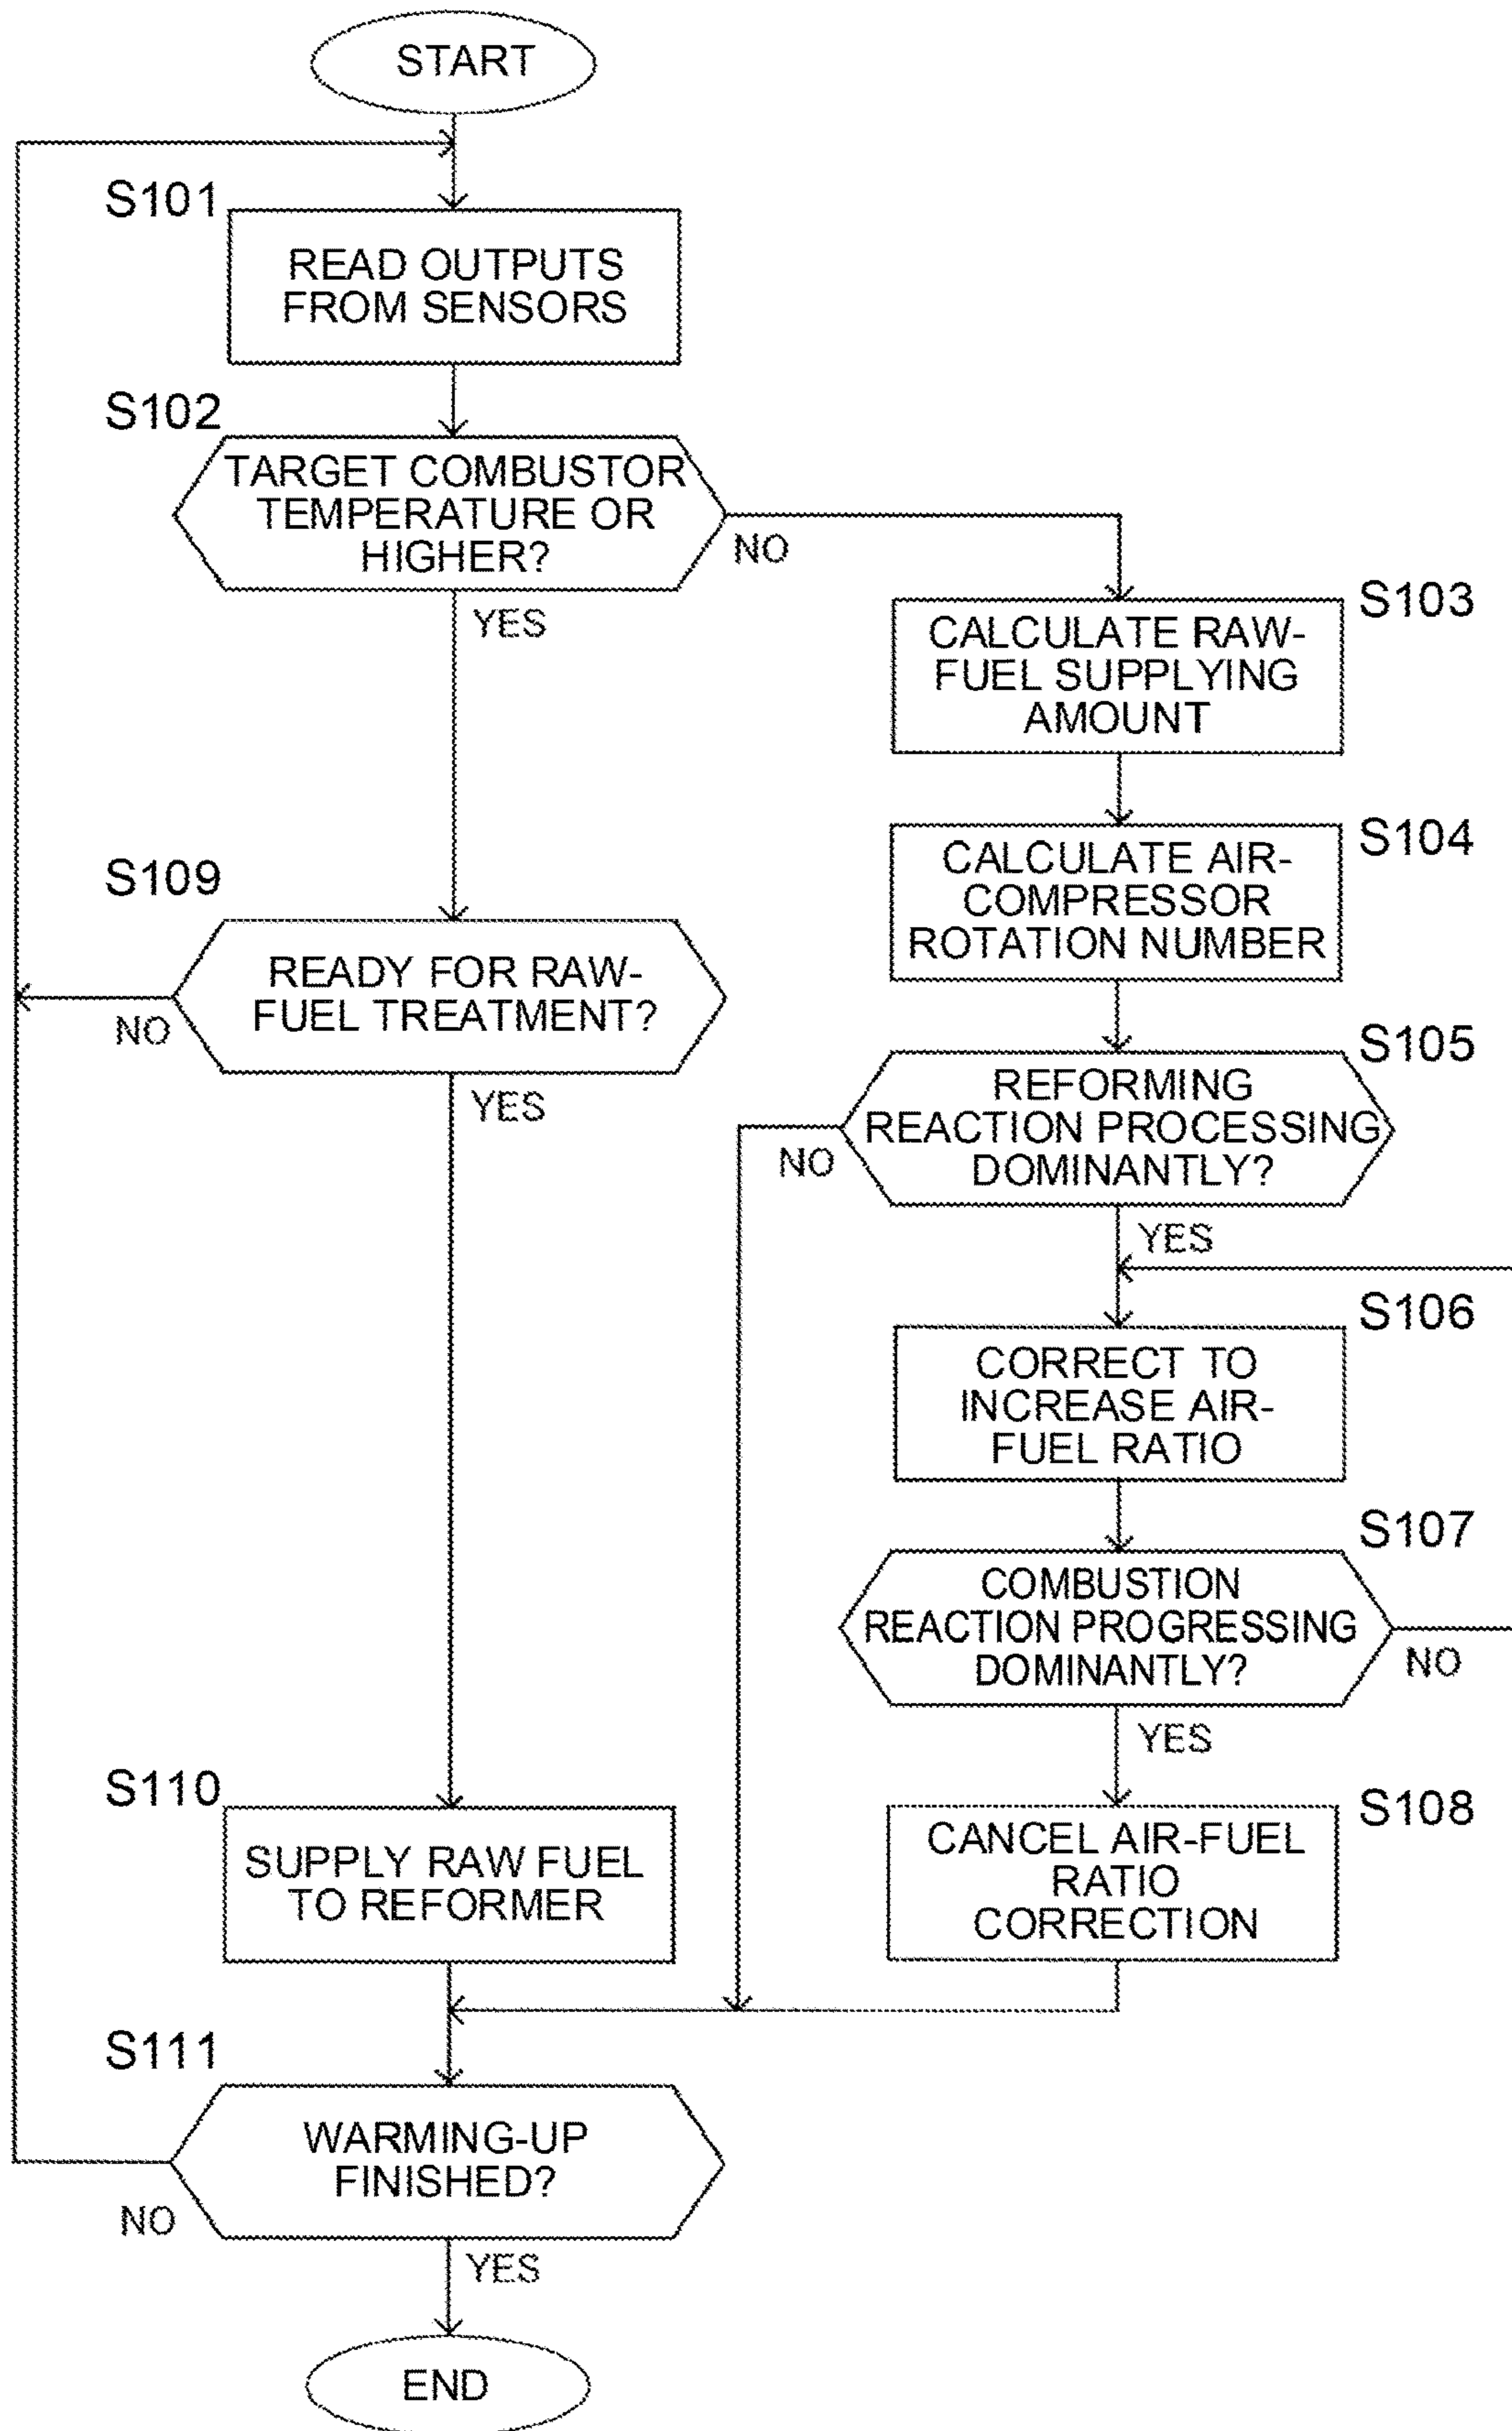 START
S101
READ OUTPUTS
FROM SENSORS
S102
TARGET COMBUSTOR
TEMPERATURE OR
HIGHER?
NO
YES
S103
CALCULATE RAW-
FUEL SUPPLYING
AMOUNT
S104
CALCULATE AIR-
COMPRESSOR
ROTATION NUMBER
S109
READY FOR RAW-
FUEL TREATMENT?
NO
YES
S105
REFORMING
REACTION PROCESSING
DOMINANTLY?
NO
YES
S106
CORRECT TO
INCREASE AIR-
FUEL RATIO
S107
COMBUSTION
REACTION PROGRESSING
DOMINANTLY?
NO
YES
S108
CANCEL AIR-FUEL
RATIO
CORRECTION
S110
SUPPLY RAW FUEL
TO REFORMER
S111
WARMING-UP
FINISHED?
NO
YES
END